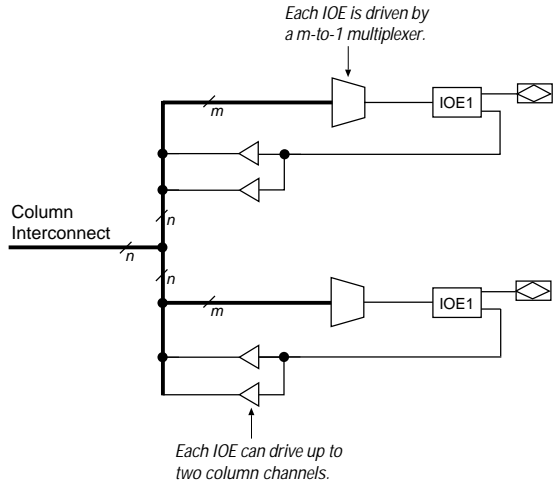 Each IOE is driven by
a m-to-1 multiplexer.
m
IOE1
n
Column
Interconnect
n
n
m
IOE1
Each IOE can drive up to
two column channels.